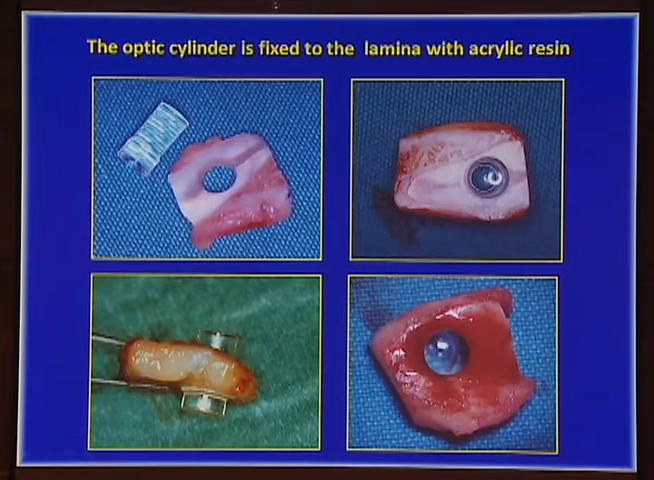 The optic cylinder is fixed to the lamina with acrylic resin